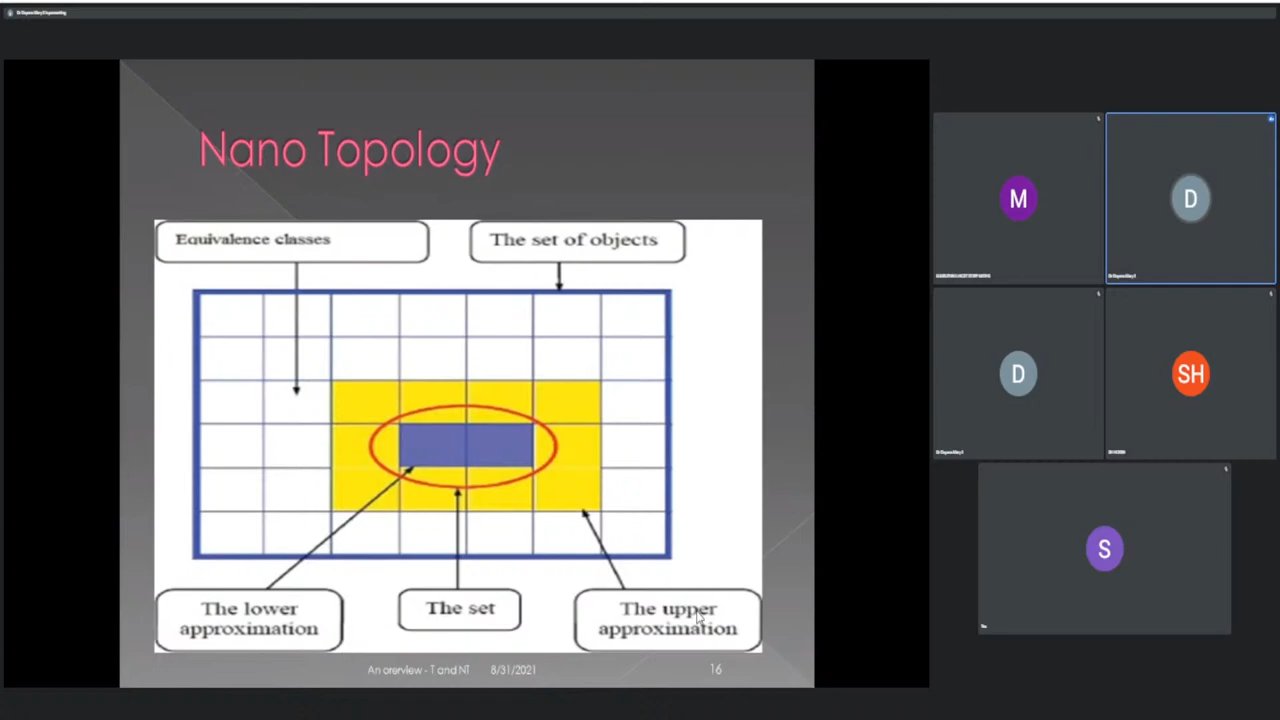 Nano Topology
Equivalence classes
The set of objects
The lower
approximation
The set
The upper
approximation
An orerview - T and NT
8/31/2021
16
M
D
D
SH
S